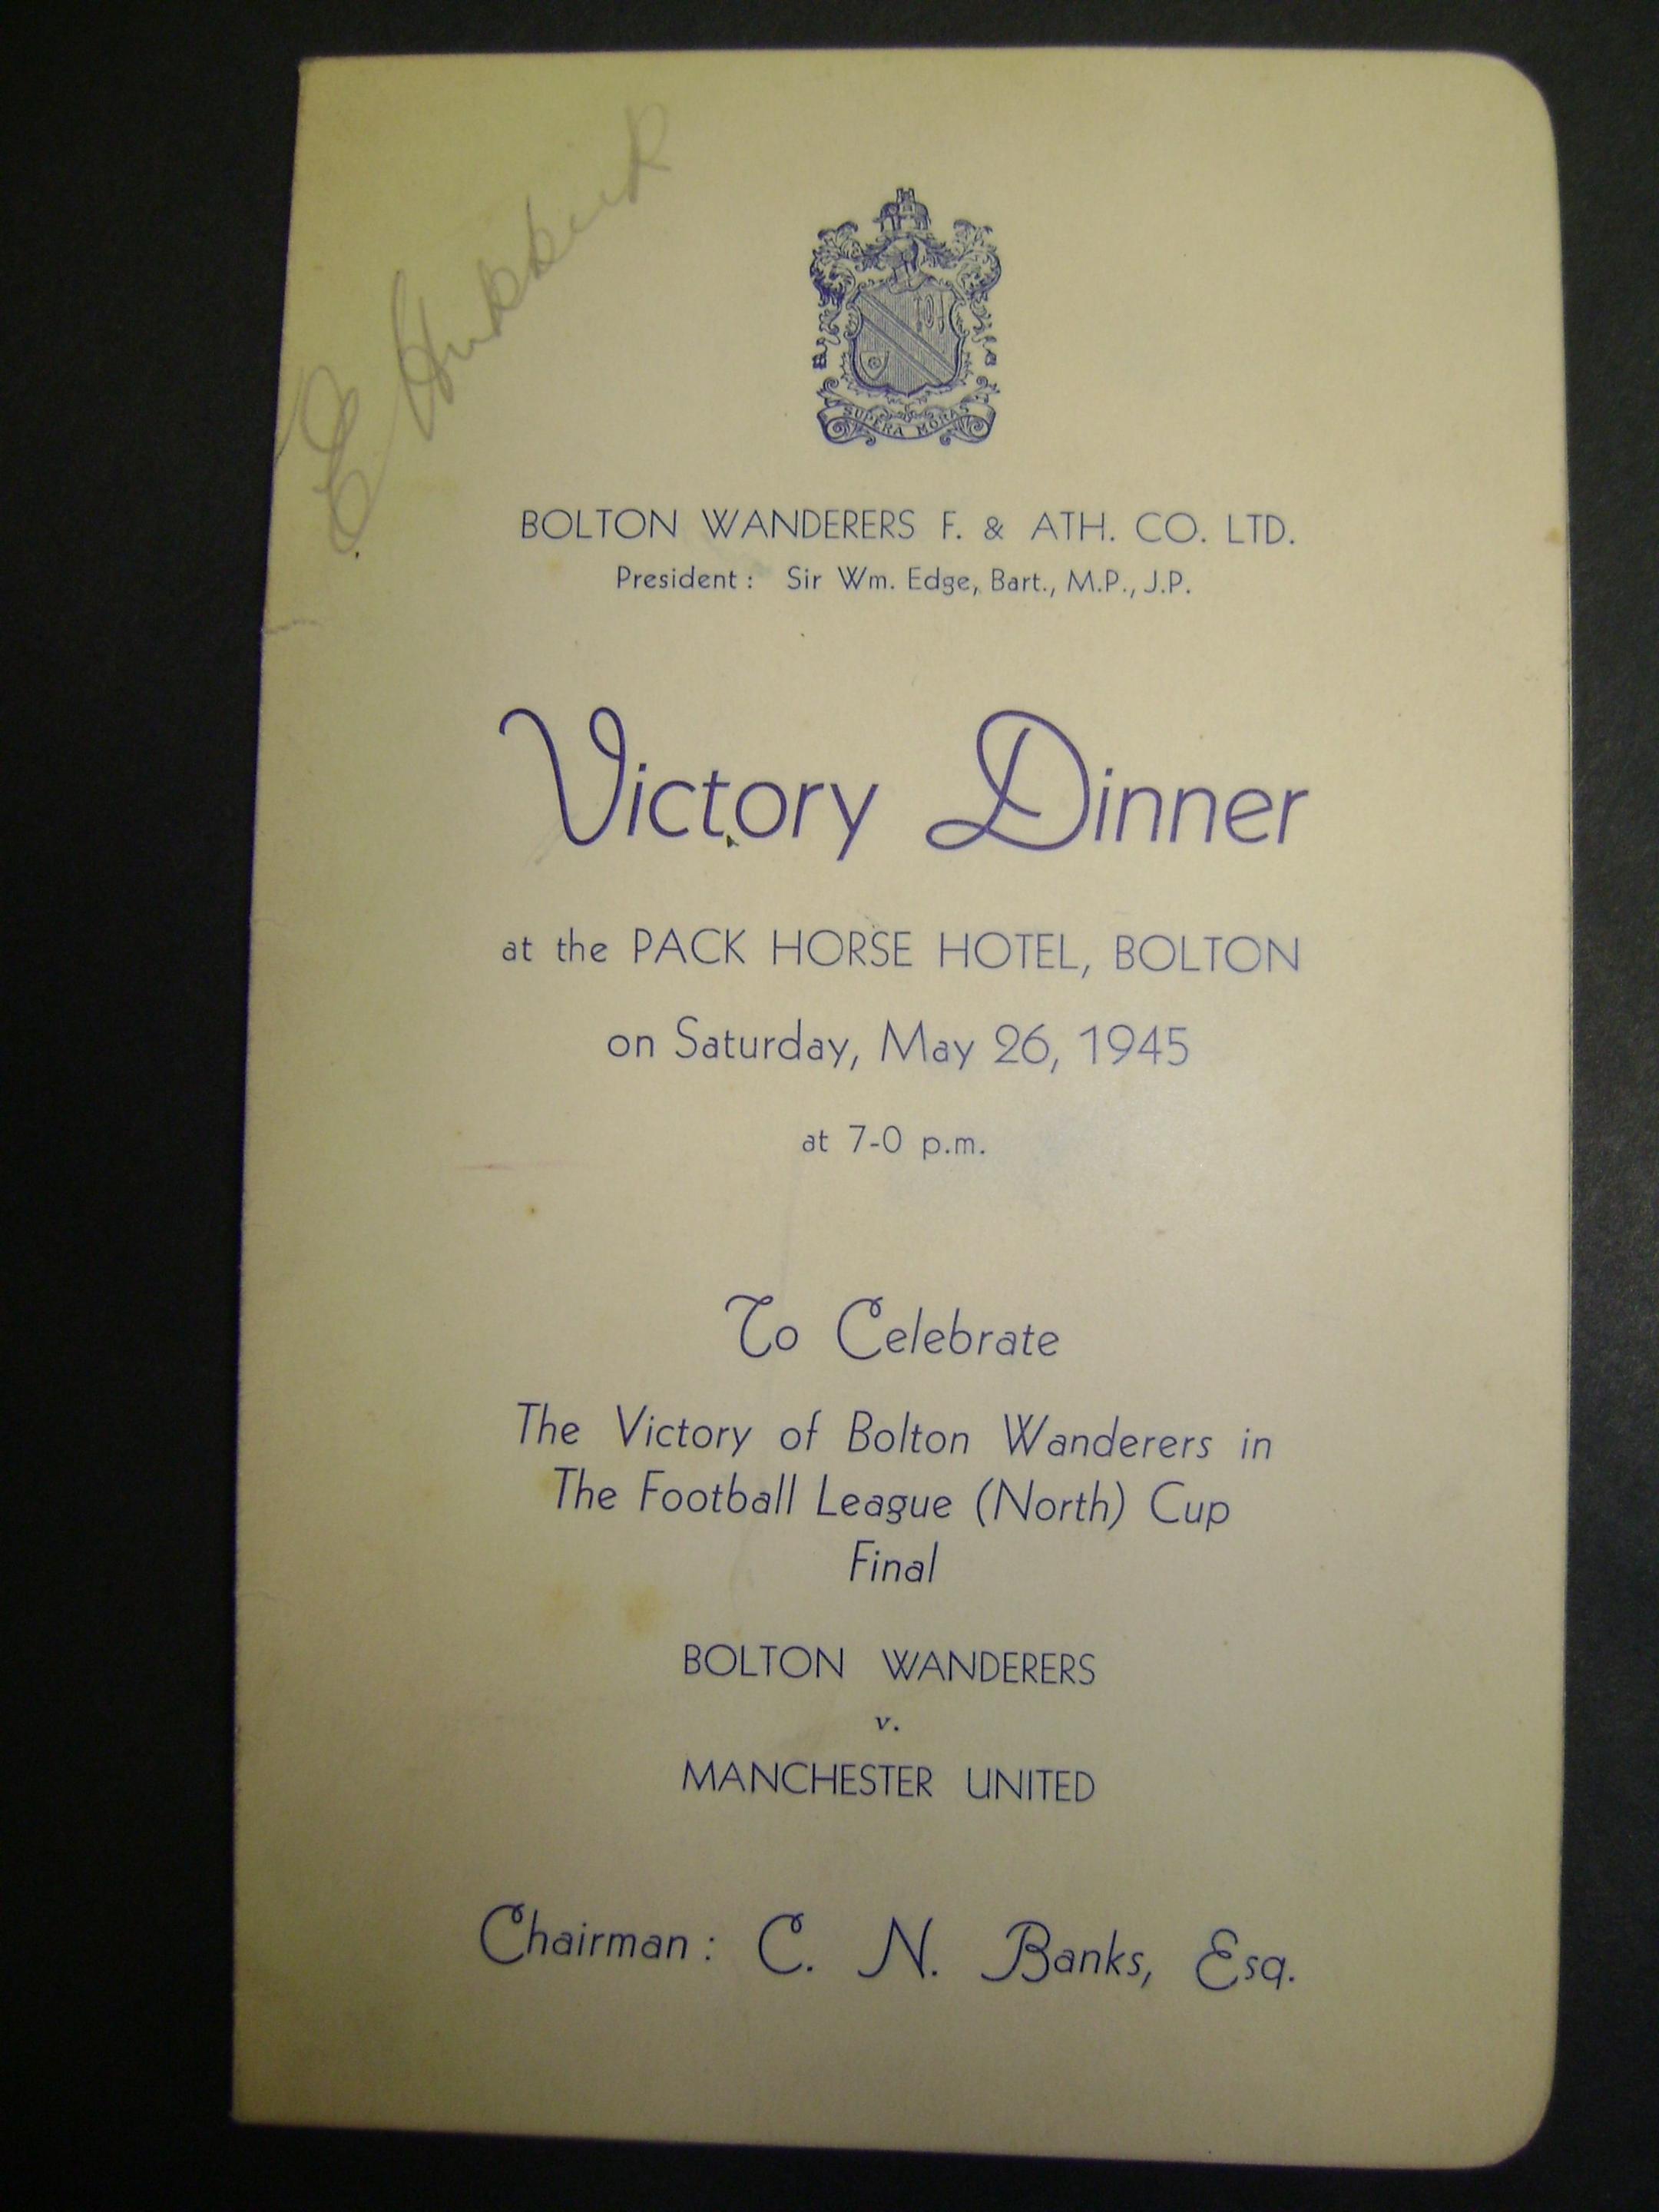 SUPERA MORAS
BOLTON WANDERERS F. & ATH. CO. LTD.
President : Sir Wm. Edge, Bart., M.P., J.P.
Victory Dinner
at the PACK HORSE HOTEL, BOLTON
on Saturday, May 26, 1945
at 7-0 p.m.
To Celebrate
The Victory of Bolton Wanderers in
The Football League (North) Cup
Final
BOLTON WANDERERS
v.
MANCHESTER UNITED
Chairman : C. N. Banks, Esq.